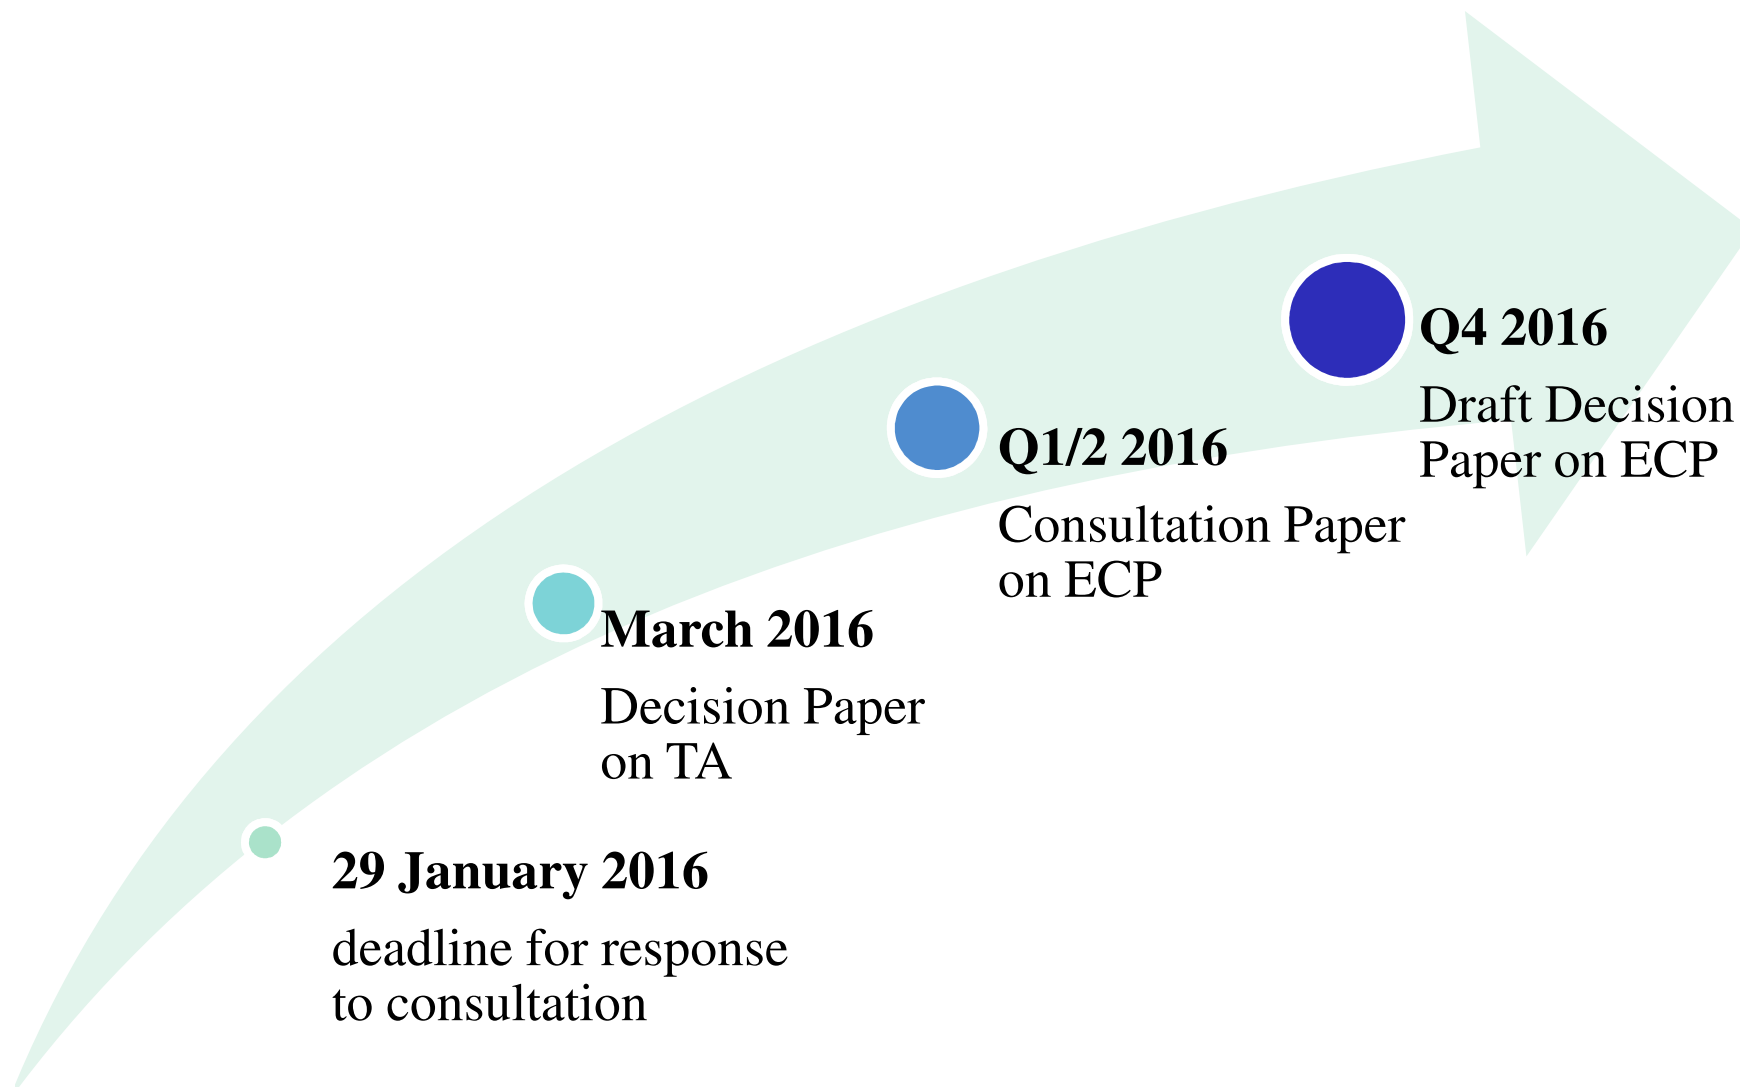 29 January 2016
deadline for response
to consultation
March 2016
Decision Paper
on TA
Q1/2 2016
Consultation Paper
on ECP
Q4 2016
Draft Decision
Paper on ECP